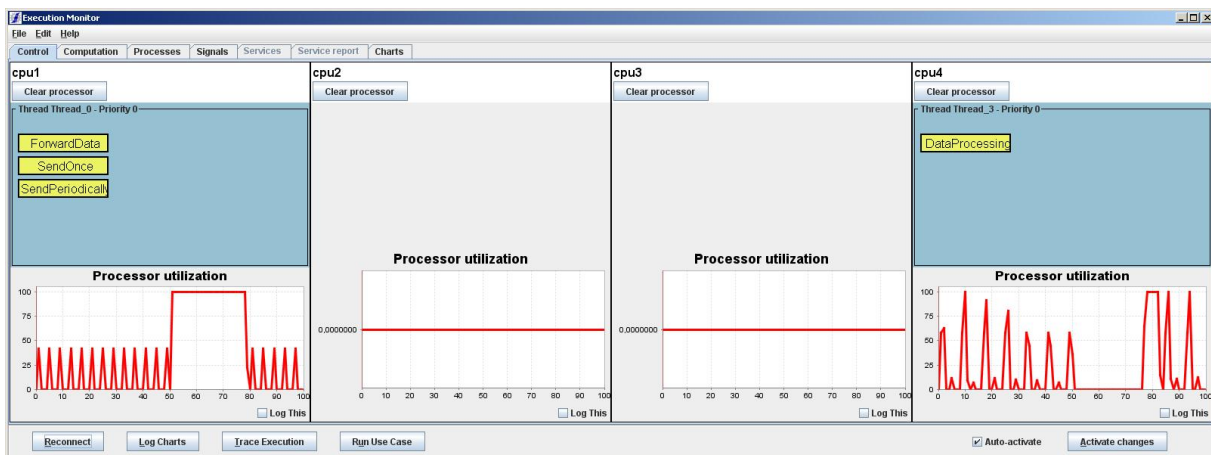 Execution Monitor
File Edit Help
Control Computation Processes Signals Services Service report Charts
cpu1 cpu2 cpu3 cpu4
Clear processor Clear processor Clear processor Clear processor
Thread Thread_0 - Priority 0 Thread Thread_3 - Priority 0
ForwardData DataProcessing
SendOnce
SendPeriodically
Processor utilization Processor utilization
Processor utilization Processor utilization
100 100
75 75
50 50
0,0000000 0,0000000
25 25
0 0
0 10 20 30 40 50 60 70 80 90 100 0 10 20 30 40 50 60 70 80 90 100 0 10 20 30 40 50 60 70 80 90 100 0 10 20 30 40 50 60 70 80 90 100
Log This Log This Log This Log This
Reconnect Log Charts Trace Execution Run Use Case Auto-activate Activate changes